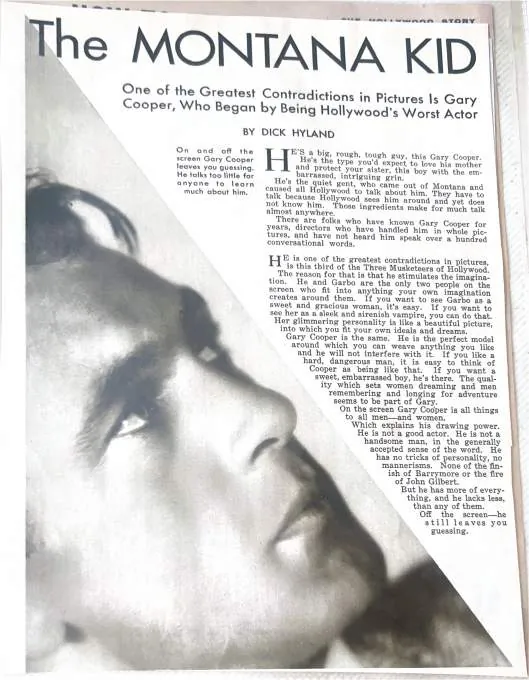 OUR HOLLYWOOD STORY
The MONTANA KID
One of the Greatest Contradictions in Pictures Is Gary
Cooper, Who Began by Being Hollywood's Worst Actor
BY DICK HYLAND
On and off the
screen Gary Cooper
leaves you guessing.
He talks too little for
anyone to learn
much about him.
HE'S a big, rough, tough guy, this Gary Cooper.
He's the type you'd expect to love his mother
and protect your sister, this boy with the em-
barrassed, intriguing grin.
He's the quiet gent, who came out of Montana and
caused all Hollywood to talk about him. They have to
talk because Hollywood sees him around and yet does
not know him. Those ingredients make for much talk
almost anywhere.
There are folks who have known Gary Cooper for
years, directors who have handled him in whole pic-
tures, and have not heard him speak over a hundred
conversational words.
HE is one of the greatest contradictions in pictures,
is this third of the Three Musketeers of Hollywood.
The reason for that is that he stimulates the imagina-
tion. He and Garbo are the only two people on the
screen who fit into anything your own imagination
creates around them. If you want to see Garbo as a
sweet and gracious woman, it's easy. If you want to
see her as a sleek and sirenish vampire, you can do that.
Her glimmering personality is like a beautiful picture,
into which you fit your own ideals and dreams.
Gary Cooper is the same. He is the perfect model
around which you can weave anything you like
and he will not interfere with it. If you like a
hard, dangerous man, it is easy to think of
Cooper as being like that. If you want a
sweet, embarrassed boy, he's there. The qual-
ity which sets women dreaming and men
remembering and longing for adventure
seems to be part of Gary.
On the screen Gary Cooper is all things
to all men—and women.
Which explains his drawing power.
He is not a good actor. He is not a
handsome man, in the generally
accepted sense of the word. He
has no tricks of personality, no
mannerisms. None of the fin-
ish of Barrymore or the fire
of John Gilbert.
But he has more of every-
thing, and he lacks less,
than any of them.
Off the screen—he
still leaves you
guessing.